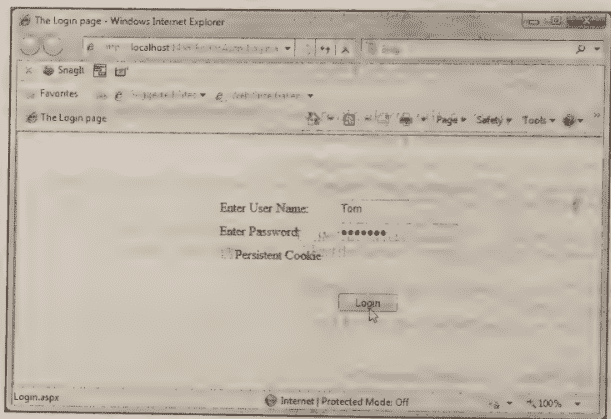 The Login page - Windows Internet Explorer
localhost
Snagit
Favorites
The Login page Page Safety Tools
Enter User Name: Tom
Enter Password: •••••••
Persistent Cookie
Login
Login.aspx Internet | Protected Mode: Off 100%